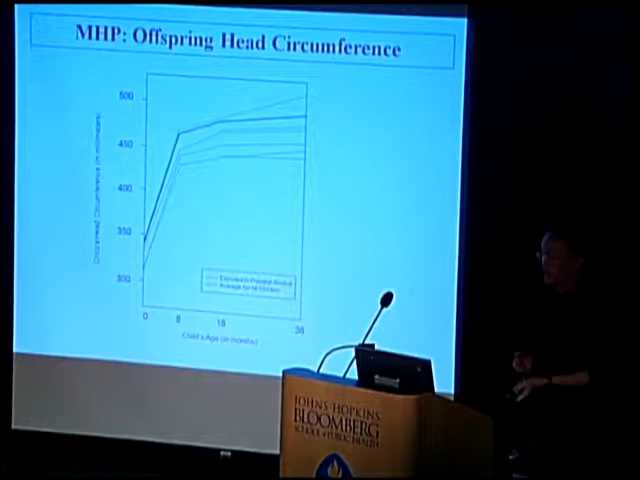 MHP: Offspring Head Circumference
500
450
400
350
300
0 8 18 36
Child's Age (in months)
JOHNS HOPKINS
BLOOMBERG
SCHOOL of PUBLIC HEALTH